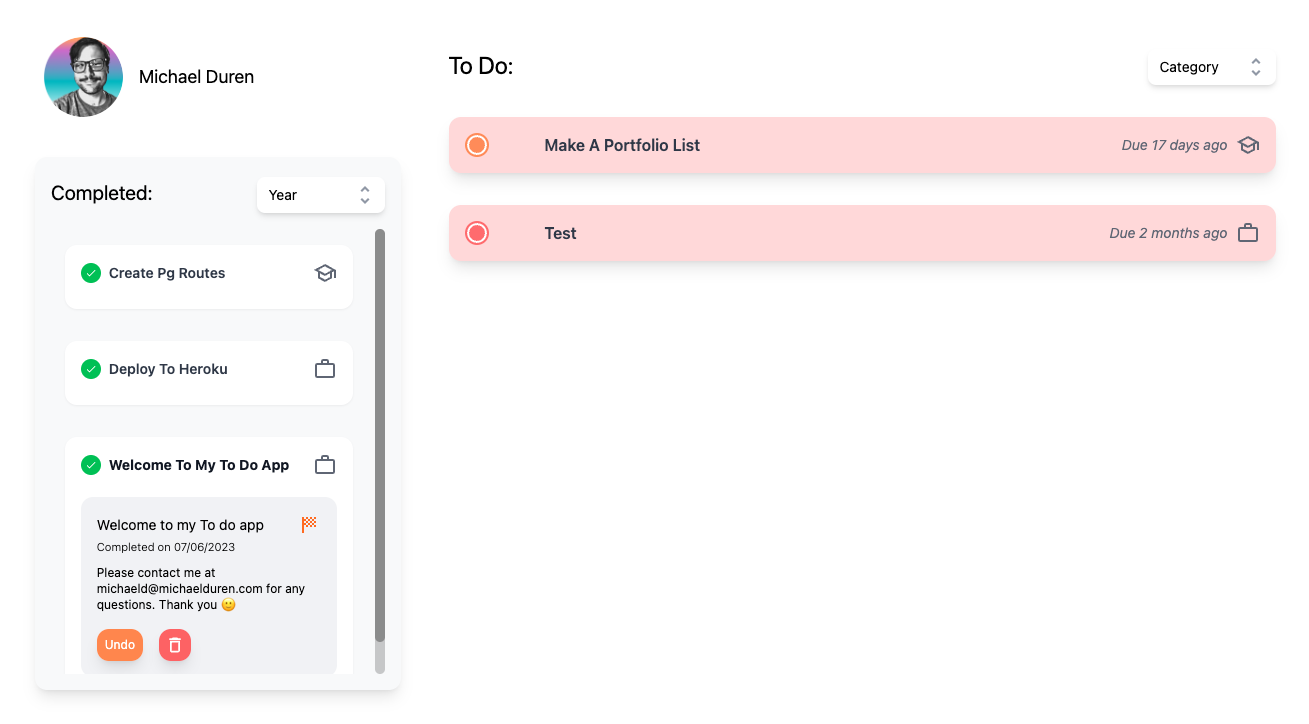 Michael Duren
Completed:
Year
Create Pg Routes
Deploy To Heroku
Welcome To My To Do App
Welcome to my To do app
Completed on 07/06/2023
Please contact me at
michaeld@michaelduren.com for any
questions. Thank you 🙂
Undo
To Do:
Category
Make A Portfolio List
Due 17 days ago
Test
Due 2 months ago